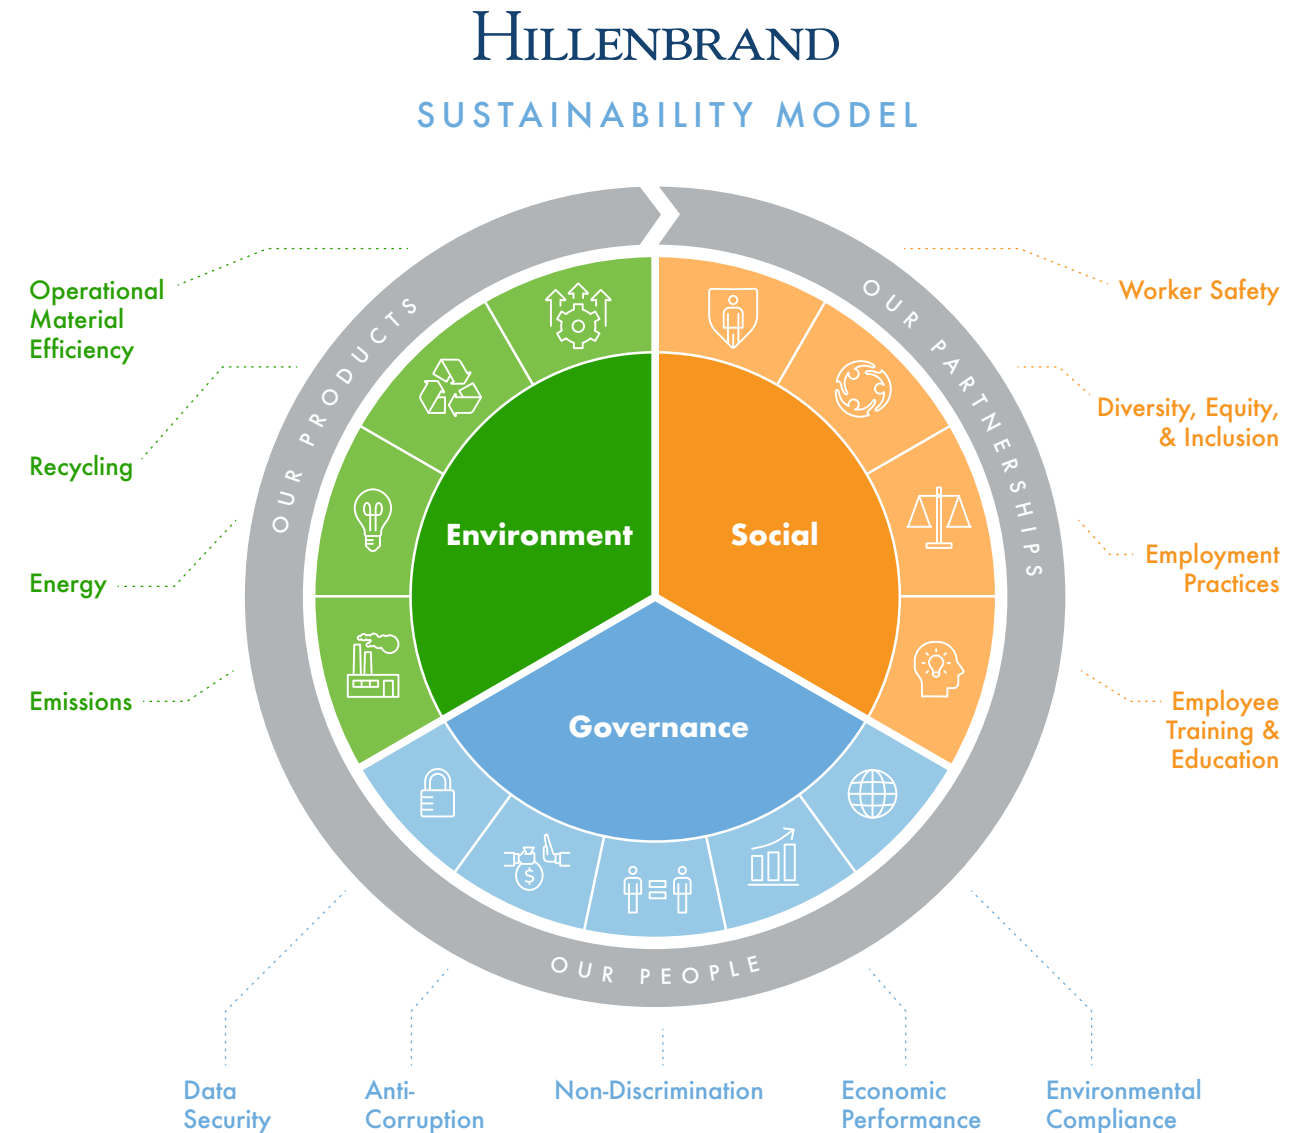 HILLENBRAND
SUSTAINABILITY MODEL
OUR PRODUCTS
OUR PARTNERSHIPS
OUR PEOPLE
Operational
Material
Efficiency
Recycling
Energy
Emissions
Worker Safety
Diversity, Equity,
& Inclusion
Employment
Practices
Employee
Training &
Education
Environment
Social
Governance
$
Data
Security
Anti-
Corruption
Non-Discrimination
Economic
Performance
Environmental
Compliance